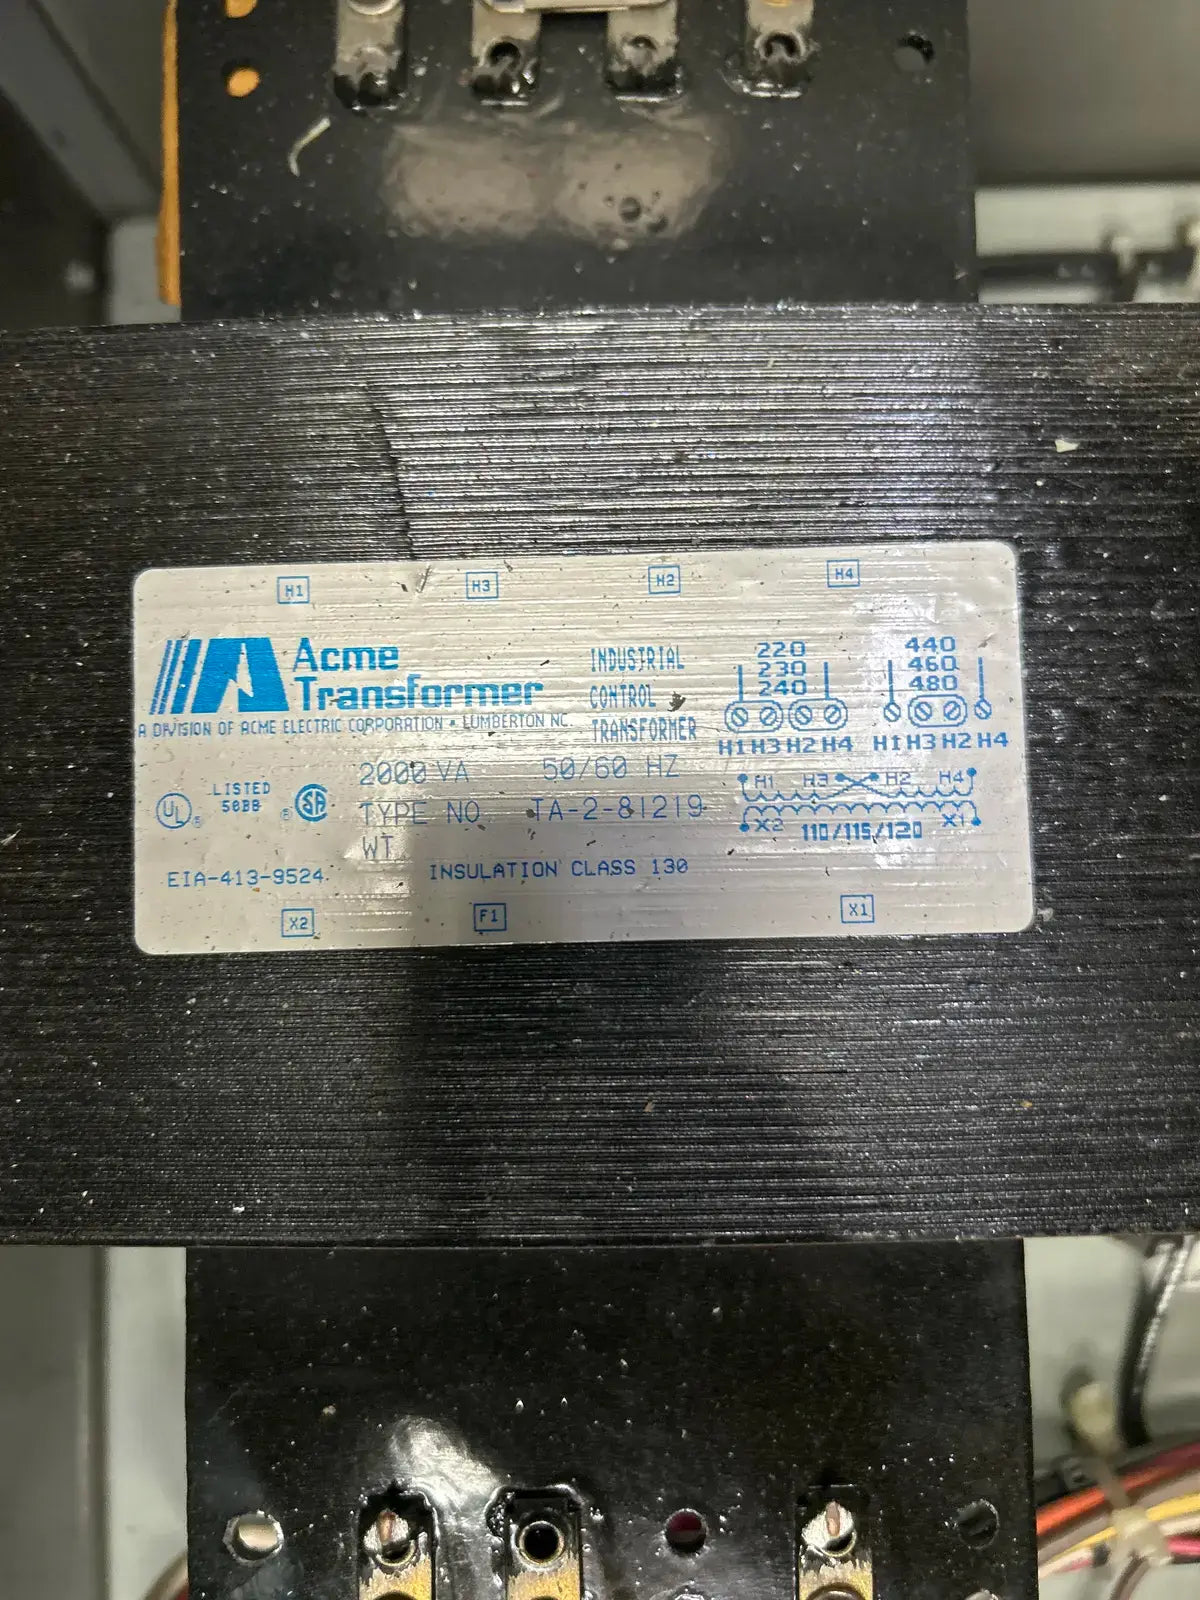 H1 H3 H2 H4
Acme
Transformer
A DIVISION OF ACME ELECTRIC CORPORATION • LUMBERTON NC.
INDUSTRIAL
CONTROL
TRANSFORMER
220
230
240
H1 H3 H2 H4
440
460
480
H1 H3 H2 H4
UL ® LISTED
50BB
® SA
2000 VA 50/60 HZ
TYPE NO. TA-2-81219
WT.
H1 H3 H2 H4
X2 110/115/120 X1
EIA-413-9524
INSULATION CLASS 130
X2 F1 X1